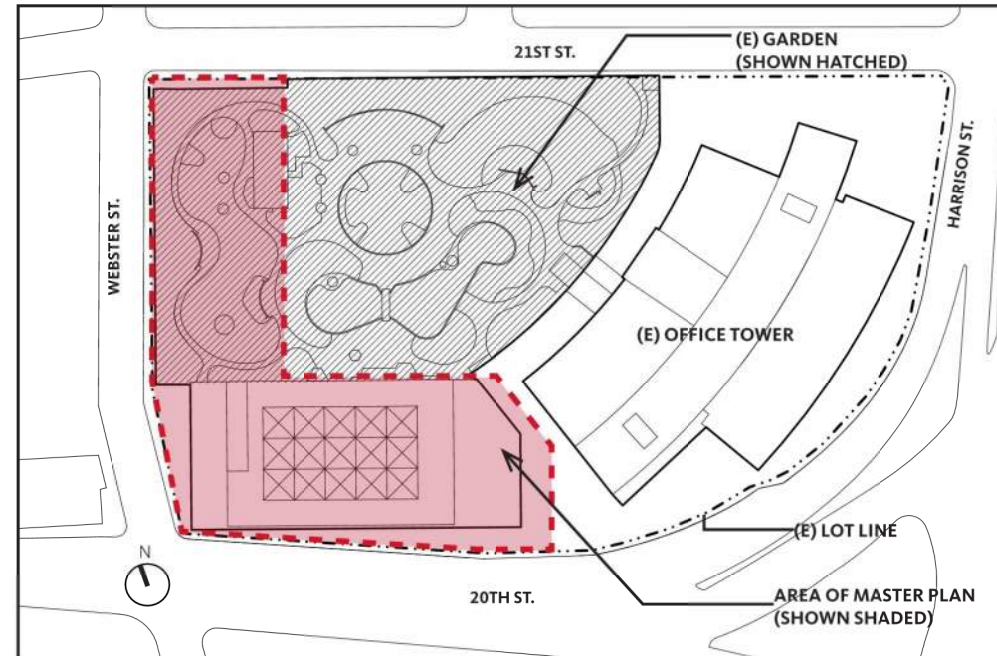 21ST ST.
(E) GARDEN
(SHOWN HATCHED)
WEBSTER ST.
HARRISON ST.
(E) OFFICE TOWER
(E) LOT LINE
N
20TH ST.
AREA OF MASTER PLAN
(SHOWN SHADED)